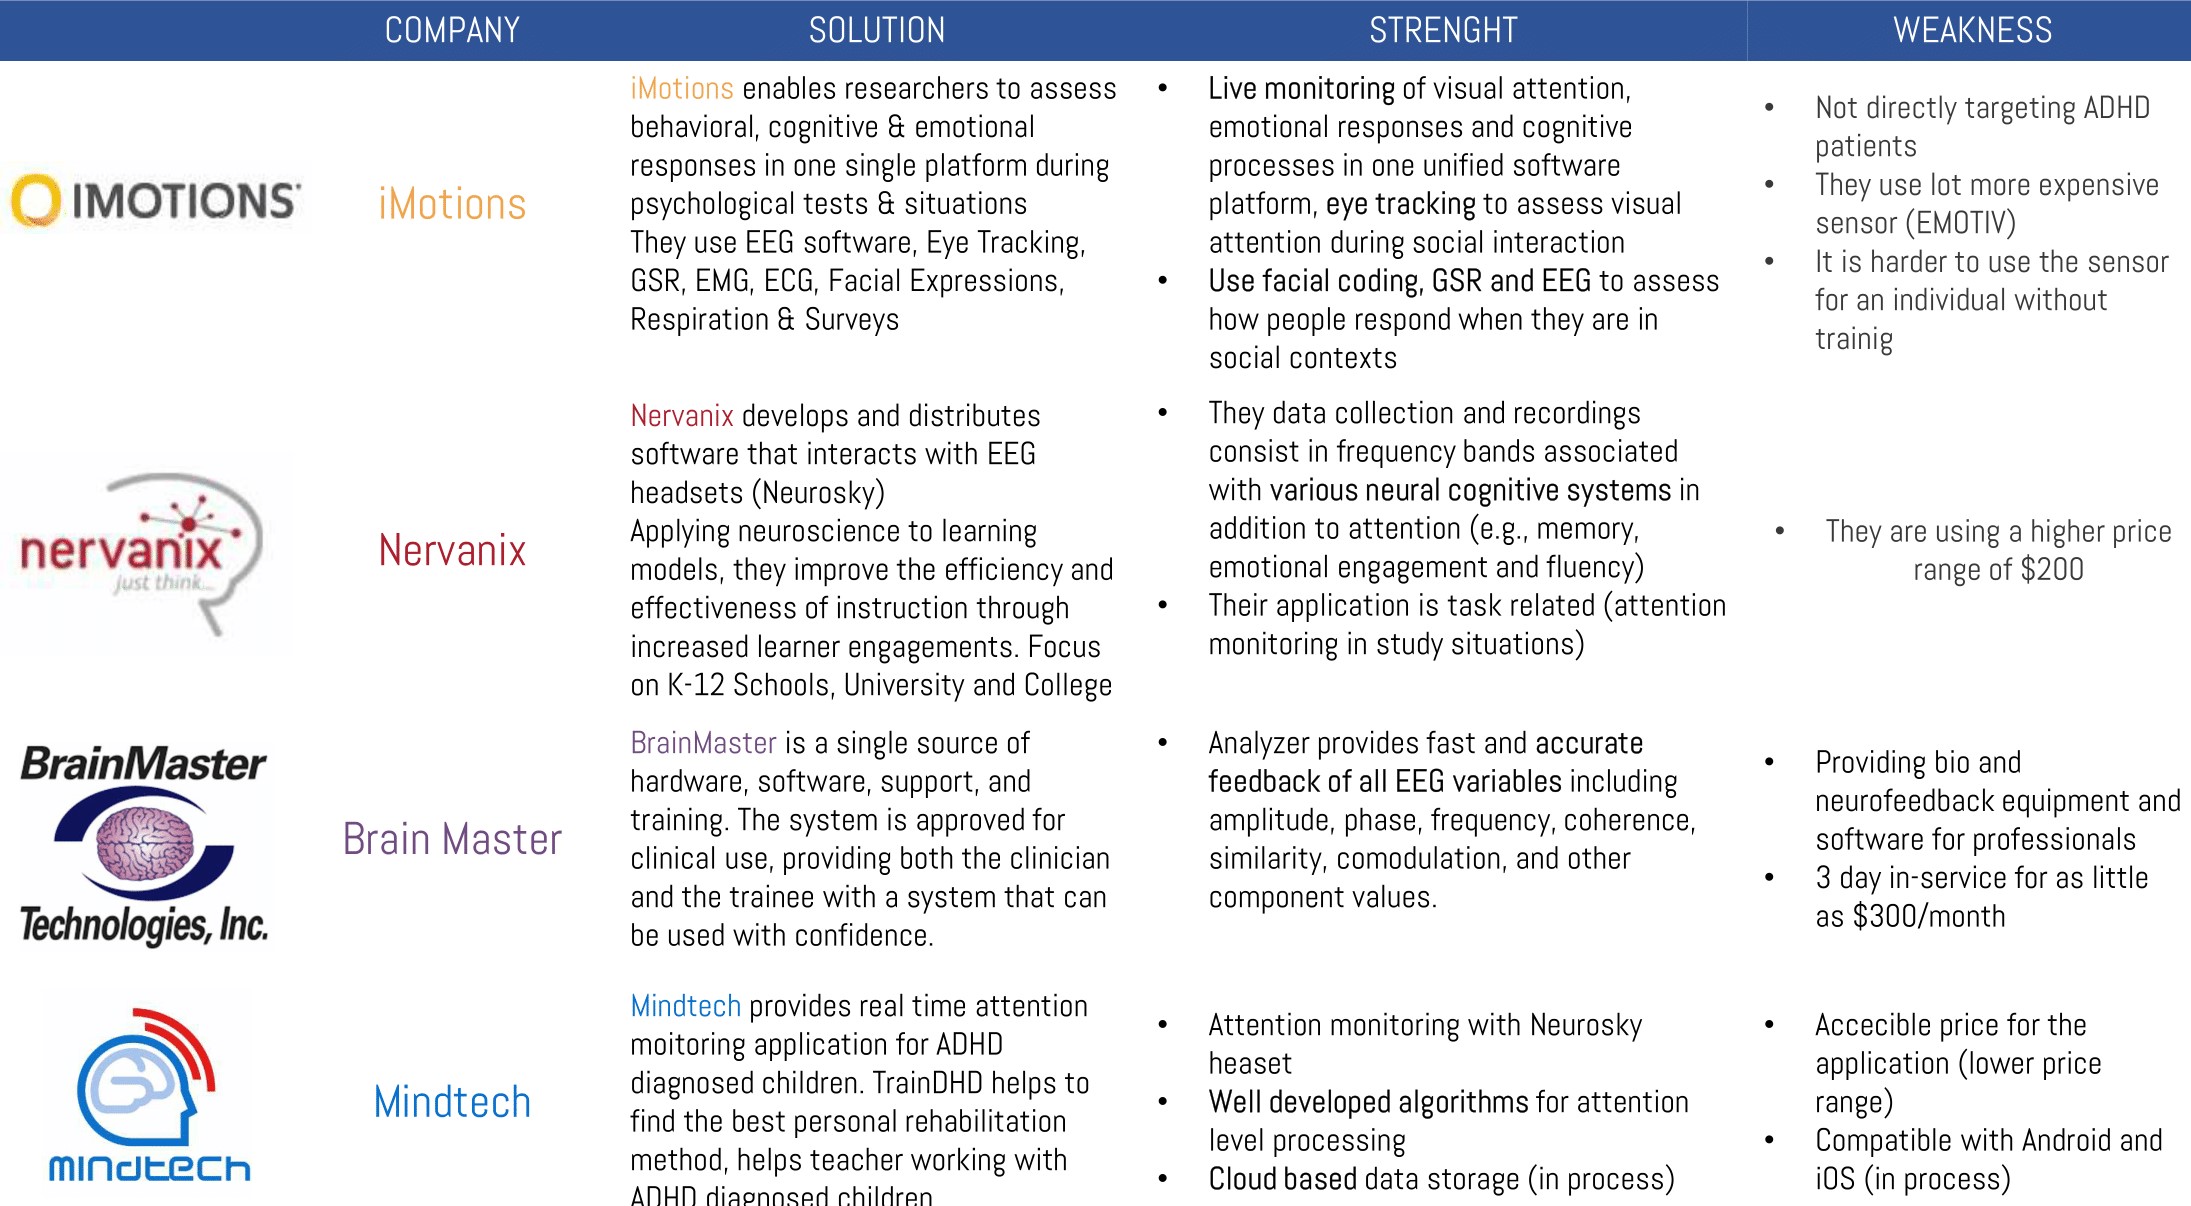 COMPANY
SOLUTION
STRENGHT
WEAKNESS
IMOTIONS
iMotions
iMotions enables researchers to assess
behavioral, cognitive & emotional
responses in one single platform during
psychological tests & situations
They use EEG software, Eye Tracking,
GSR, EMG, ECG, Facial Expressions,
Respiration & Surveys
• Live monitoring of visual attention,
emotional responses and cognitive
processes in one unified software
platform, eye tracking to assess visual
attention during social interaction
• Use facial coding, GSR and EEG to assess
how people respond when they are in
social contexts
• Not directly targeting ADHD
patients
• They use lot more expensive
sensor (EMOTIV)
• It is harder to use the sensor
for an individual without
trainig
nervanix
just think...
Nervanix
Nervanix develops and distributes
software that interacts with EEG
headsets (Neurosky)
Applying neuroscience to learning
models, they improve the efficiency and
effectiveness of instruction through
increased learner engagements. Focus
on K-12 Schools, University and College
• They data collection and recordings
consist in frequency bands associated
with various neural cognitive systems in
addition to attention (e.g., memory,
emotional engagement and fluency)
• Their application is task related (attention
monitoring in study situations)
• They are using a higher price
range of $200
BrainMaster
Technologies, Inc.
Brain Master
BrainMaster is a single source of
hardware, software, support, and
training. The system is approved for
clinical use, providing both the clinician
and the trainee with a system that can
be used with confidence.
• Analyzer provides fast and accurate
feedback of all EEG variables including
amplitude, phase, frequency, coherence,
similarity, comodulation, and other
component values.
• Providing bio and
neurofeedback equipment and
software for professionals
• 3 day in-service for as little
as $300/month
mindtech
Mindtech
Mindtech provides real time attention
moitoring application for ADHD
diagnosed children. TrainDHD helps to
find the best personal rehabilitation
method, helps teacher working with
ADHD diagnosed children
• Attention monitoring with Neurosky
heaset
• Well developed algorithms for attention
level processing
• Cloud based data storage (in process)
• Accecible price for the
application (lower price
range)
• Compatible with Android and
iOS (in process)